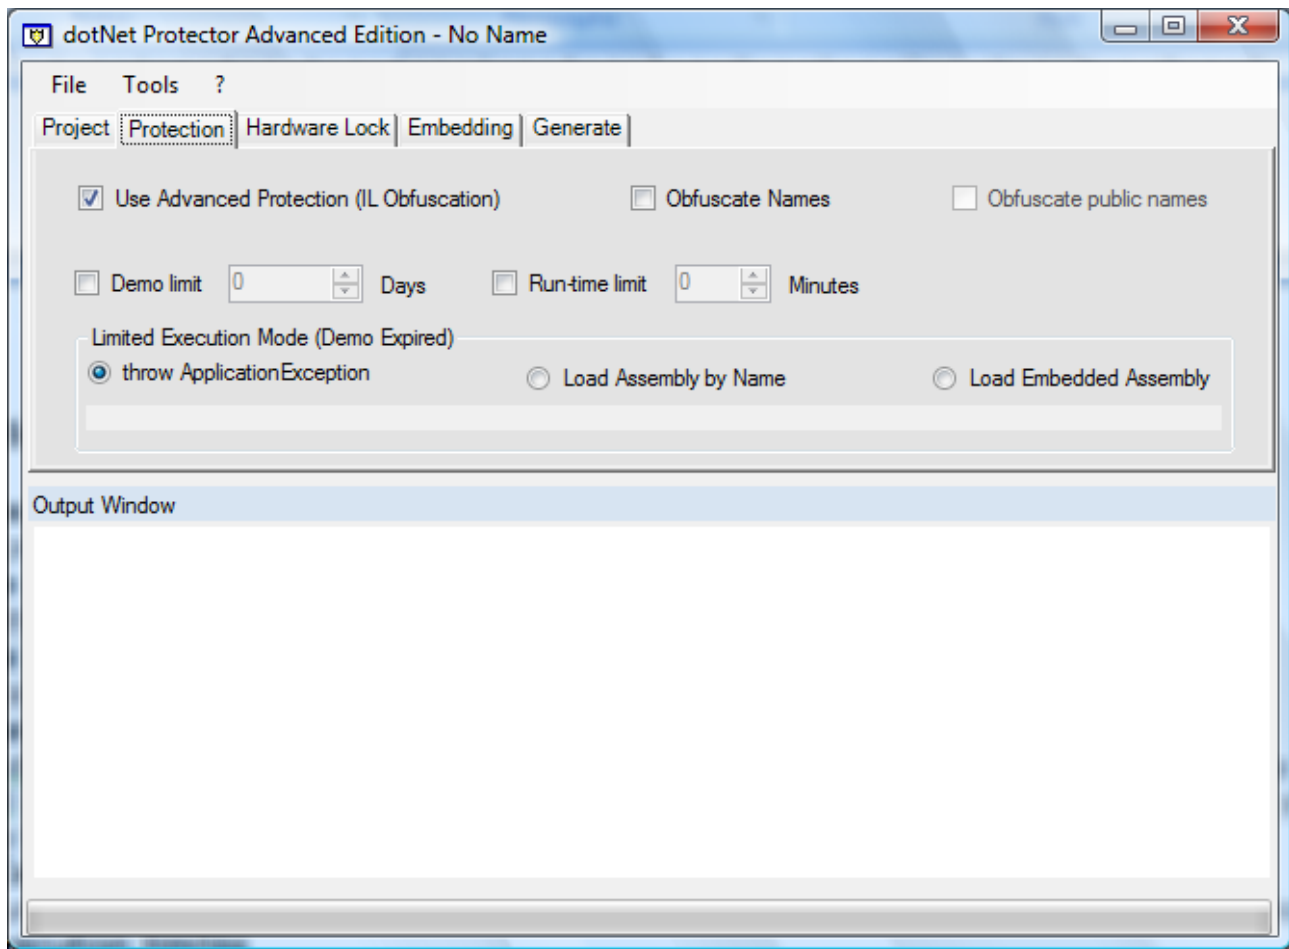 dotNet Protector Advanced Edition - No Name
File Tools ?
Project Protection Hardware Lock Embedding Generate
Use Advanced Protection (IL Obfuscation) Obfuscate Names Obfuscate public names
Demo limit 0 Days Run-time limit 0 Minutes
Limited Execution Mode (Demo Expired)
throw ApplicationException Load Assembly by Name Load Embedded Assembly
Output Window